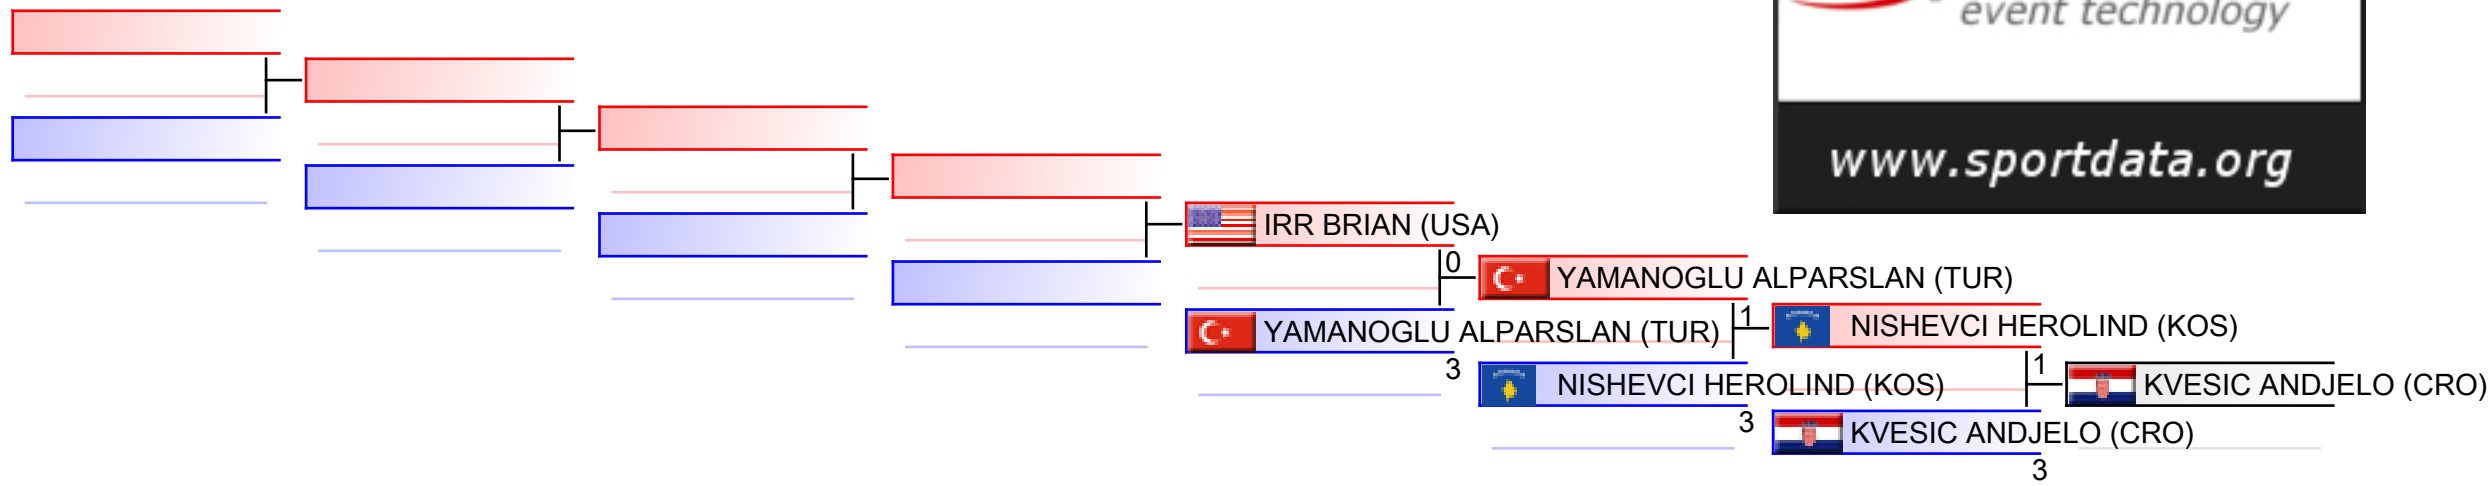 event technology
www.sportdata.org
IRR BRIAN (USA)
0
YAMANOGLU ALPARSLAN (TUR)
YAMANOGLU ALPARSLAN (TUR)
3
1
NISHEVCI HEROLIND (KOS)
NISHEVCI HEROLIND (KOS)
3
1
KVESIC ANDJELO (CRO)
KVESIC ANDJELO (CRO)
3